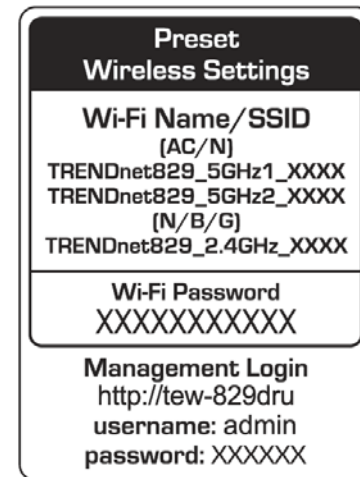 Preset
Wireless Settings
Wi-Fi Name/SSID
(AC/N)
TRENDnet829_5GHz1_XXXX
TRENDnet829_5GHz2_XXXX
(N/B/G)
TRENDnet829_2.4GHz_XXXX
Wi-Fi Password
XXXXXXXXXXX
Management Login
http://tew-829dru
username: admin
password: XXXXXX